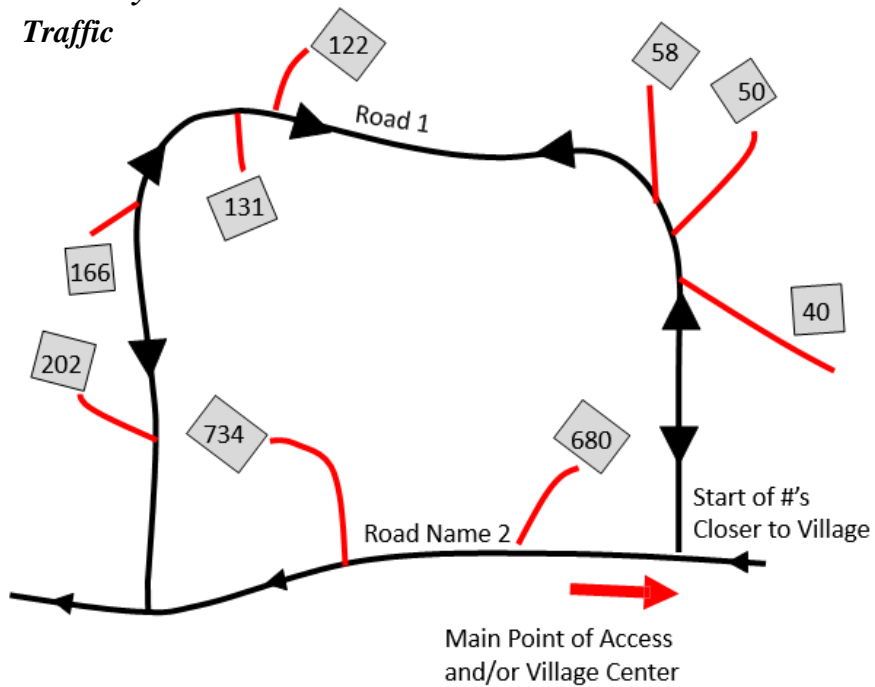 Traffic
122
58
50
Road 1
131
166
40
202
734
680
Road Name 2
Start of #'s
Closer to Village
Main Point of Access
and/or Village Center